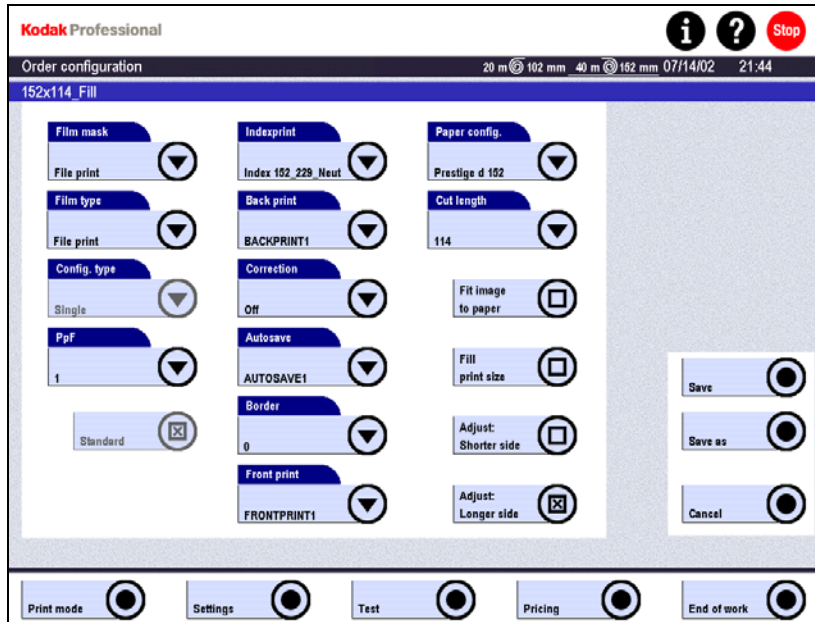 Kodak Professional
i ? Stop
Order configuration 20 m 102 mm 40 m 152 mm 07/14/02 21:44
152x114_Fill
Film mask
File print
Indexprint
Index 152_229_Neut
Paper config.
Prestige d 152
Film type
File print
Back print
BACKPRINT1
Cut length
114
Config. type
Single
Correction
Off
Fit image
to paper
PpF
1
Autosave
AUTOSAVE1
Fill
print size
Save
Standard
Border
0
Adjust:
Shorter side
Save as
Front print
FRONTPRINT1
Adjust:
Longer side
Cancel
Print mode
Settings
Test
Pricing
End of work